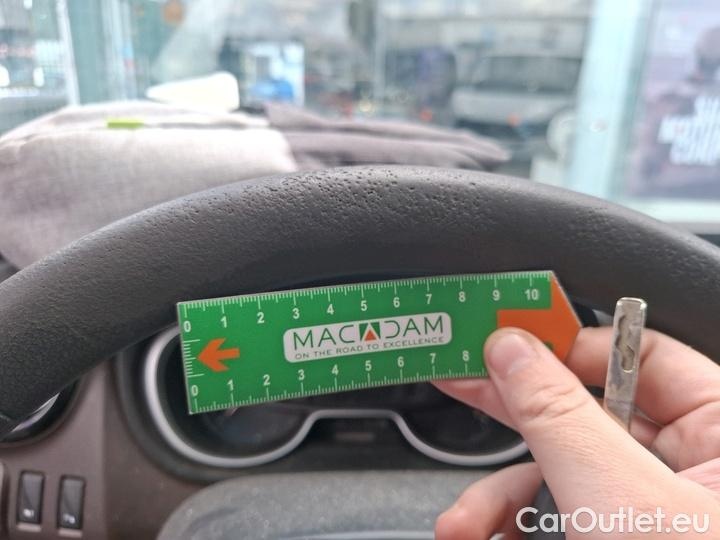 0 1 2 3 4 5 6 7 8 9 10
MACADAM
ON THE ROAD TO EXCELLENCE
0 1 2 3 4 5 6 7 8
CarOutlet.eu